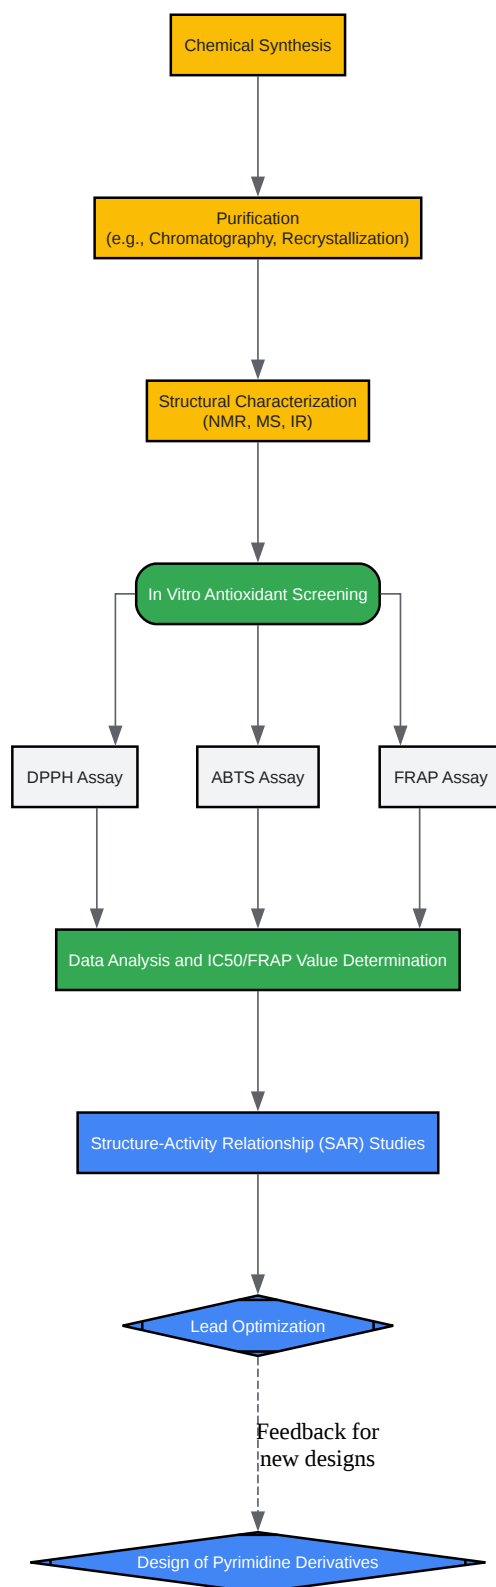 Chemical Synthesis
Purification
(e.g., Chromatography, Recrystallization)
Structural Characterization
(NMR, MS, IR)
In Vitro Antioxidant Screening
DPPH Assay
ABTS Assay
FRAP Assay
Data Analysis and IC50/FRAP Value Determination
Structure-Activity Relationship (SAR) Studies
Lead Optimization
Feedback for
new designs
Design of Pyrimidine Derivatives